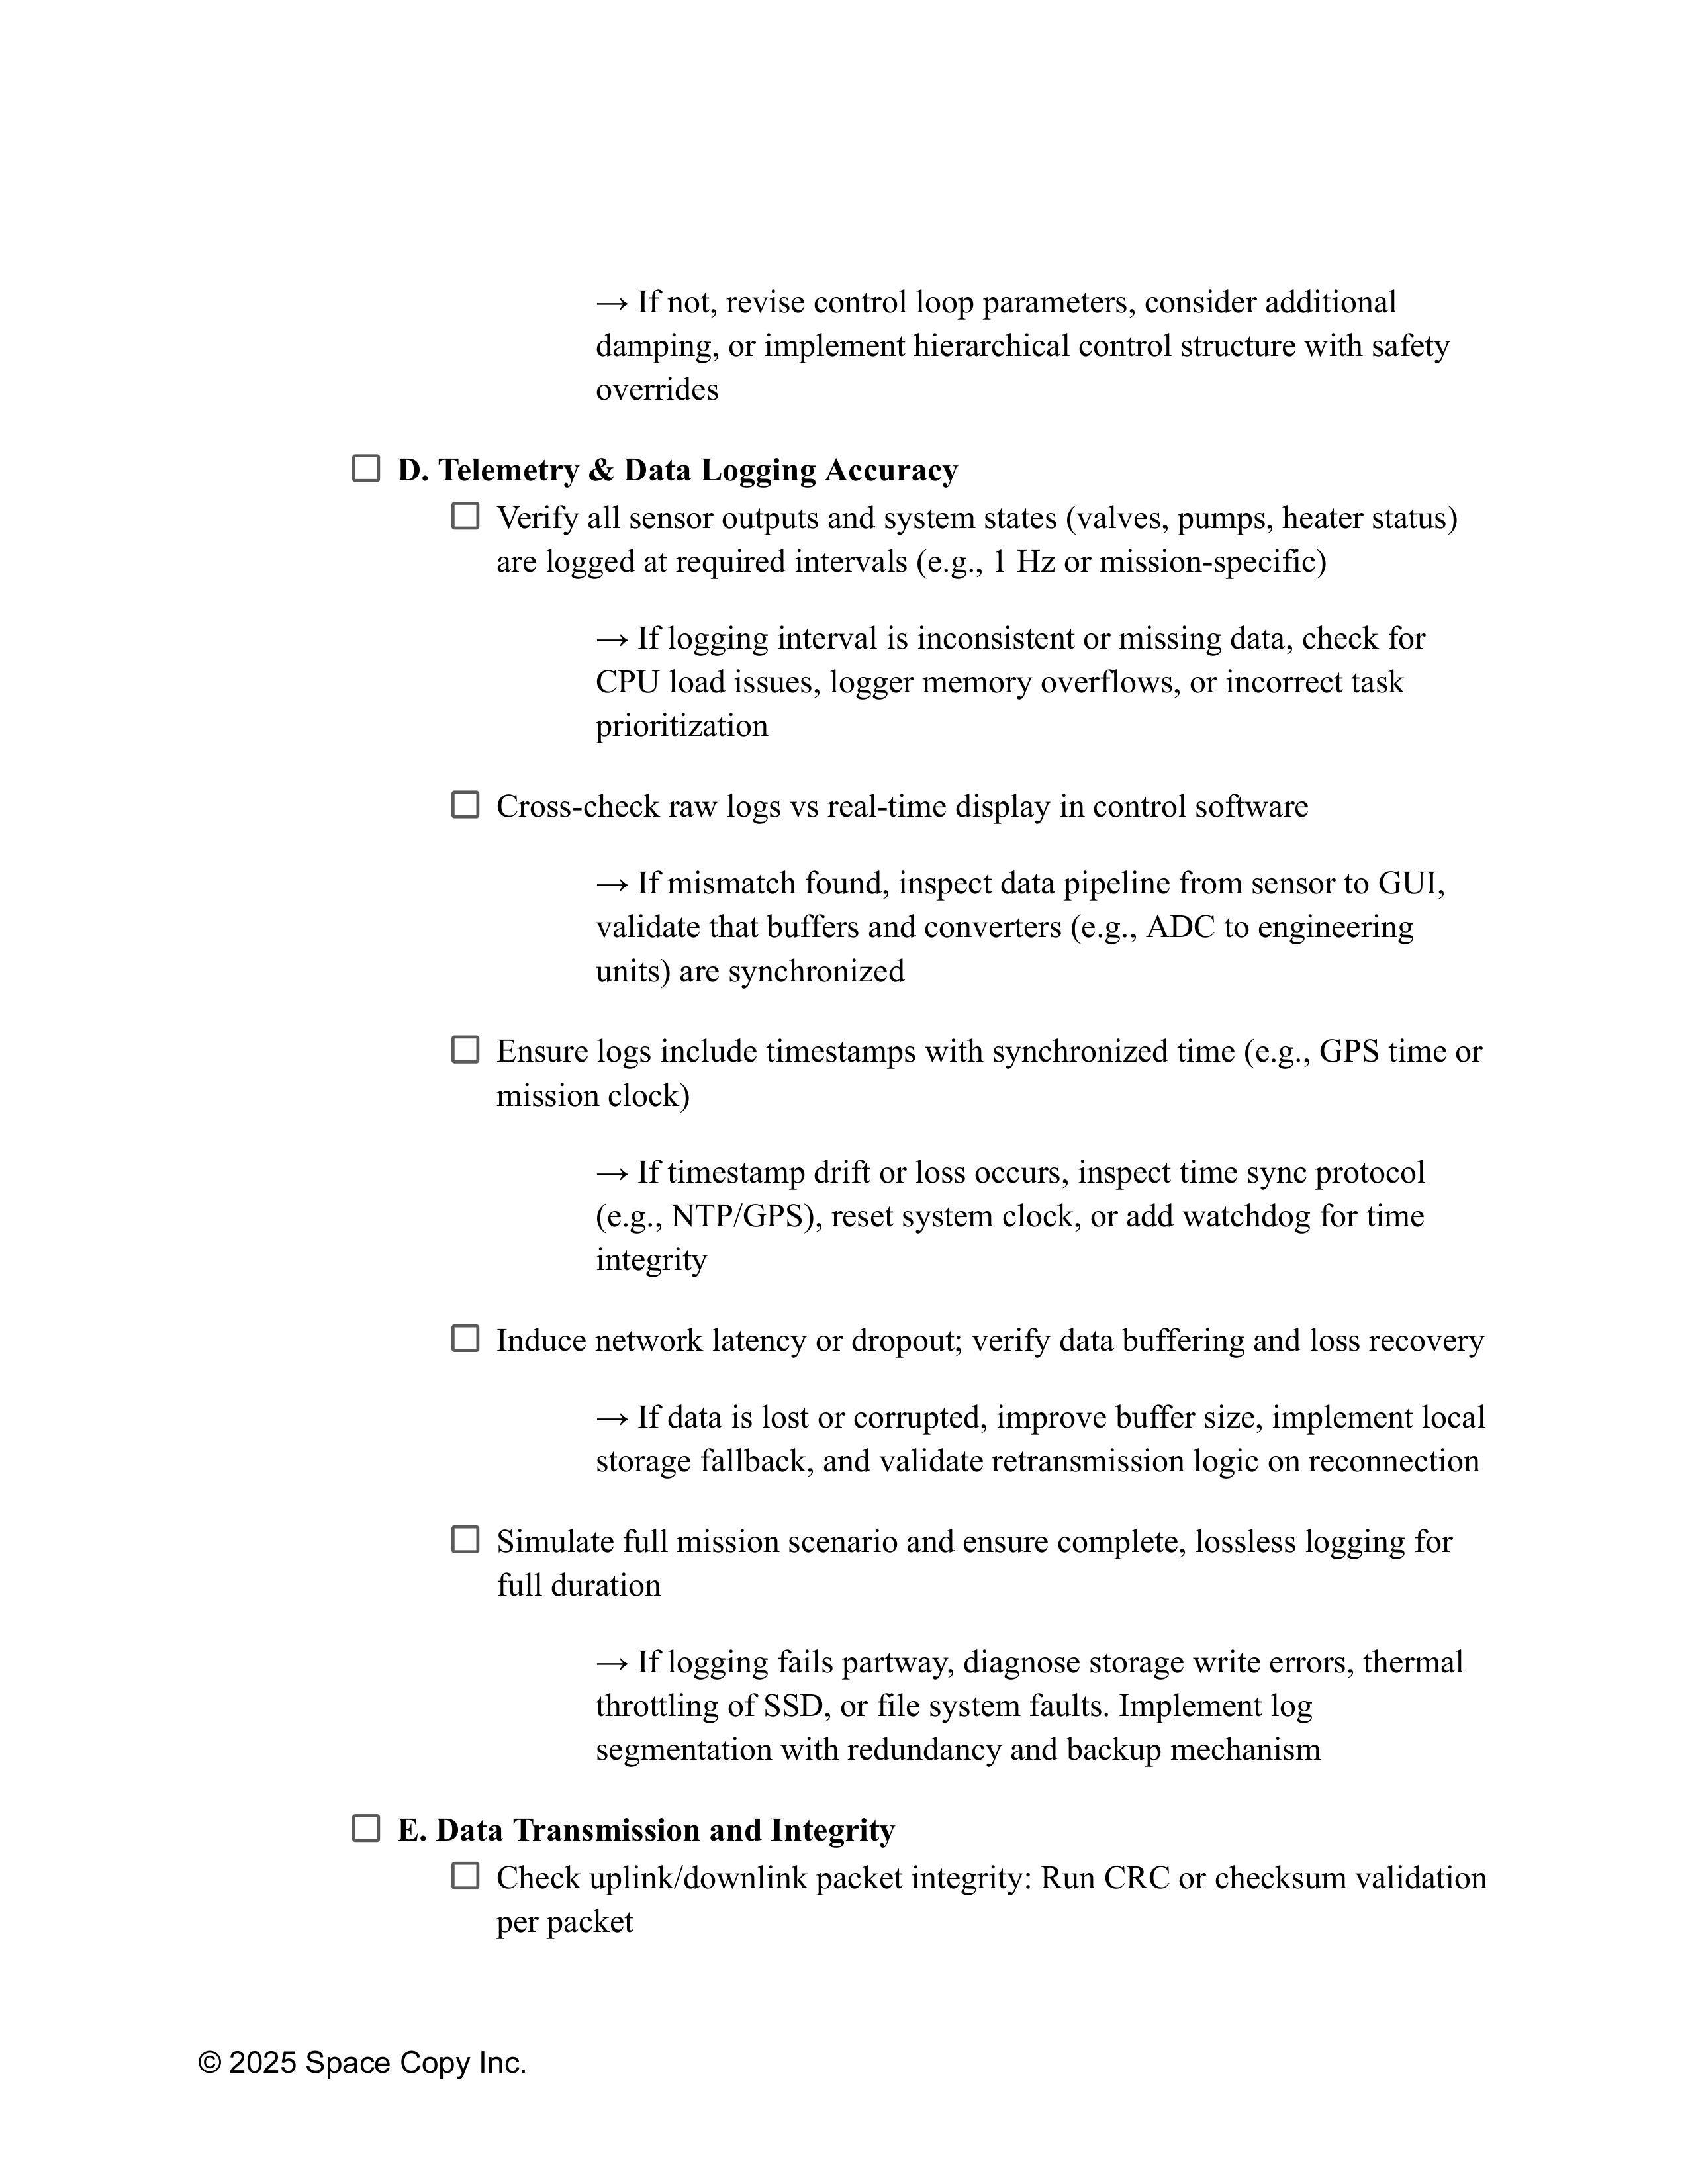 → If not, revise control loop parameters, consider additional
damping, or implement hierarchical control structure with safety
overrides
D. Telemetry & Data Logging Accuracy
Verify all sensor outputs and system states (valves, pumps, heater status)
are logged at required intervals (e.g., 1 Hz or mission-specific)
→ If logging interval is inconsistent or missing data, check for
CPU load issues, logger memory overflows, or incorrect task
prioritization
Cross-check raw logs vs real-time display in control software
→ If mismatch found, inspect data pipeline from sensor to GUI,
validate that buffers and converters (e.g., ADC to engineering
units) are synchronized
Ensure logs include timestamps with synchronized time (e.g., GPS time or
mission clock)
→ If timestamp drift or loss occurs, inspect time sync protocol
(e.g., NTP/GPS), reset system clock, or add watchdog for time
integrity
Induce network latency or dropout; verify data buffering and loss recovery
→ If data is lost or corrupted, improve buffer size, implement local
storage fallback, and validate retransmission logic on reconnection
Simulate full mission scenario and ensure complete, lossless logging for
full duration
→ If logging fails partway, diagnose storage write errors, thermal
throttling of SSD, or file system faults. Implement log
segmentation with redundancy and backup mechanism
E. Data Transmission and Integrity
Check uplink/downlink packet integrity: Run CRC or checksum validation
per packet
© 2025 Space Copy Inc.